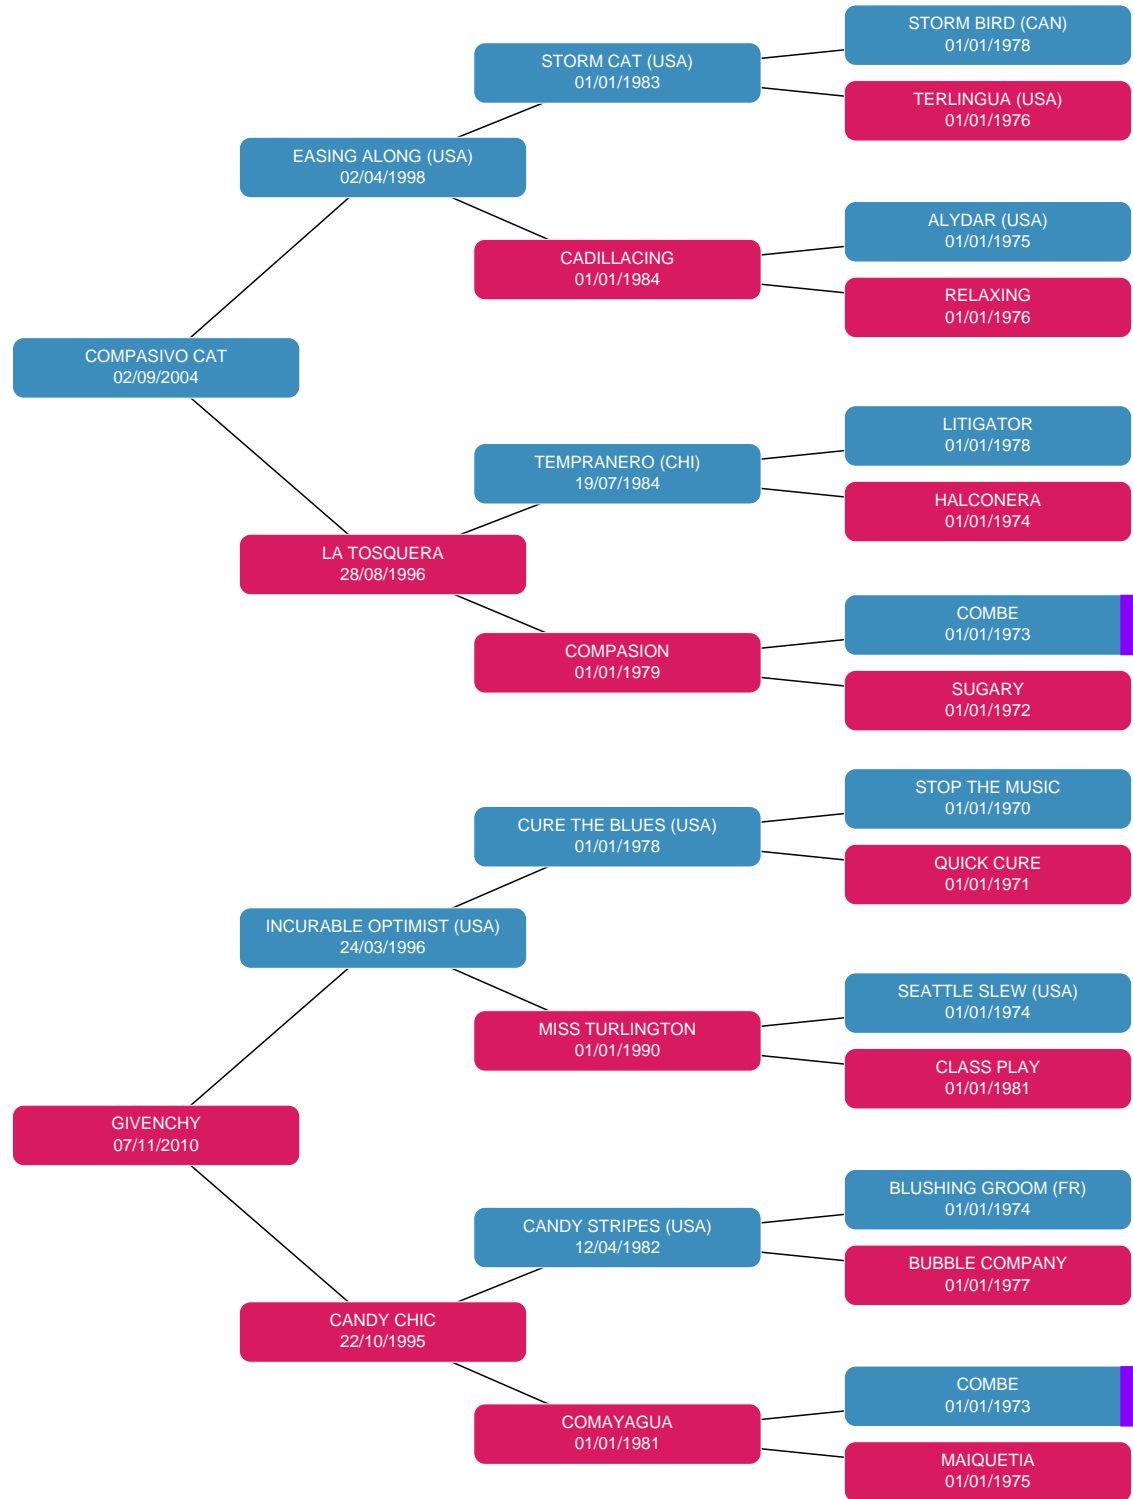 STORM BIRD (CAN)
01/01/1978
STORM CAT (USA)
01/01/1983
TERLINGUA (USA)
01/01/1976
EASING ALONG (USA)
02/04/1998
ALYDAR (USA)
01/01/1975
CADILLACING
01/01/1984
RELAXING
01/01/1976
COMPASIVO CAT
02/09/2004
LITIGATOR
01/01/1978
TEMPRANERO (CHI)
19/07/1984
HALCONERA
01/01/1974
LA TOSQUERA
28/08/1996
COMBE
01/01/1973
COMPASION
01/01/1979
SUGARY
01/01/1972
STOP THE MUSIC
01/01/1970
CURE THE BLUES (USA)
01/01/1978
QUICK CURE
01/01/1971
INCURABLE OPTIMIST (USA)
24/03/1996
SEATTLE SLEW (USA)
01/01/1974
MISS TURLINGTON
01/01/1990
CLASS PLAY
01/01/1981
GIVENCHY
07/11/2010
BLUSHING GROOM (FR)
01/01/1974
CANDY STRIPES (USA)
12/04/1982
BUBBLE COMPANY
01/01/1977
CANDY CHIC
22/10/1995
COMBE
01/01/1973
COMAYAGUA
01/01/1981
MAIQUETIA
01/01/1975